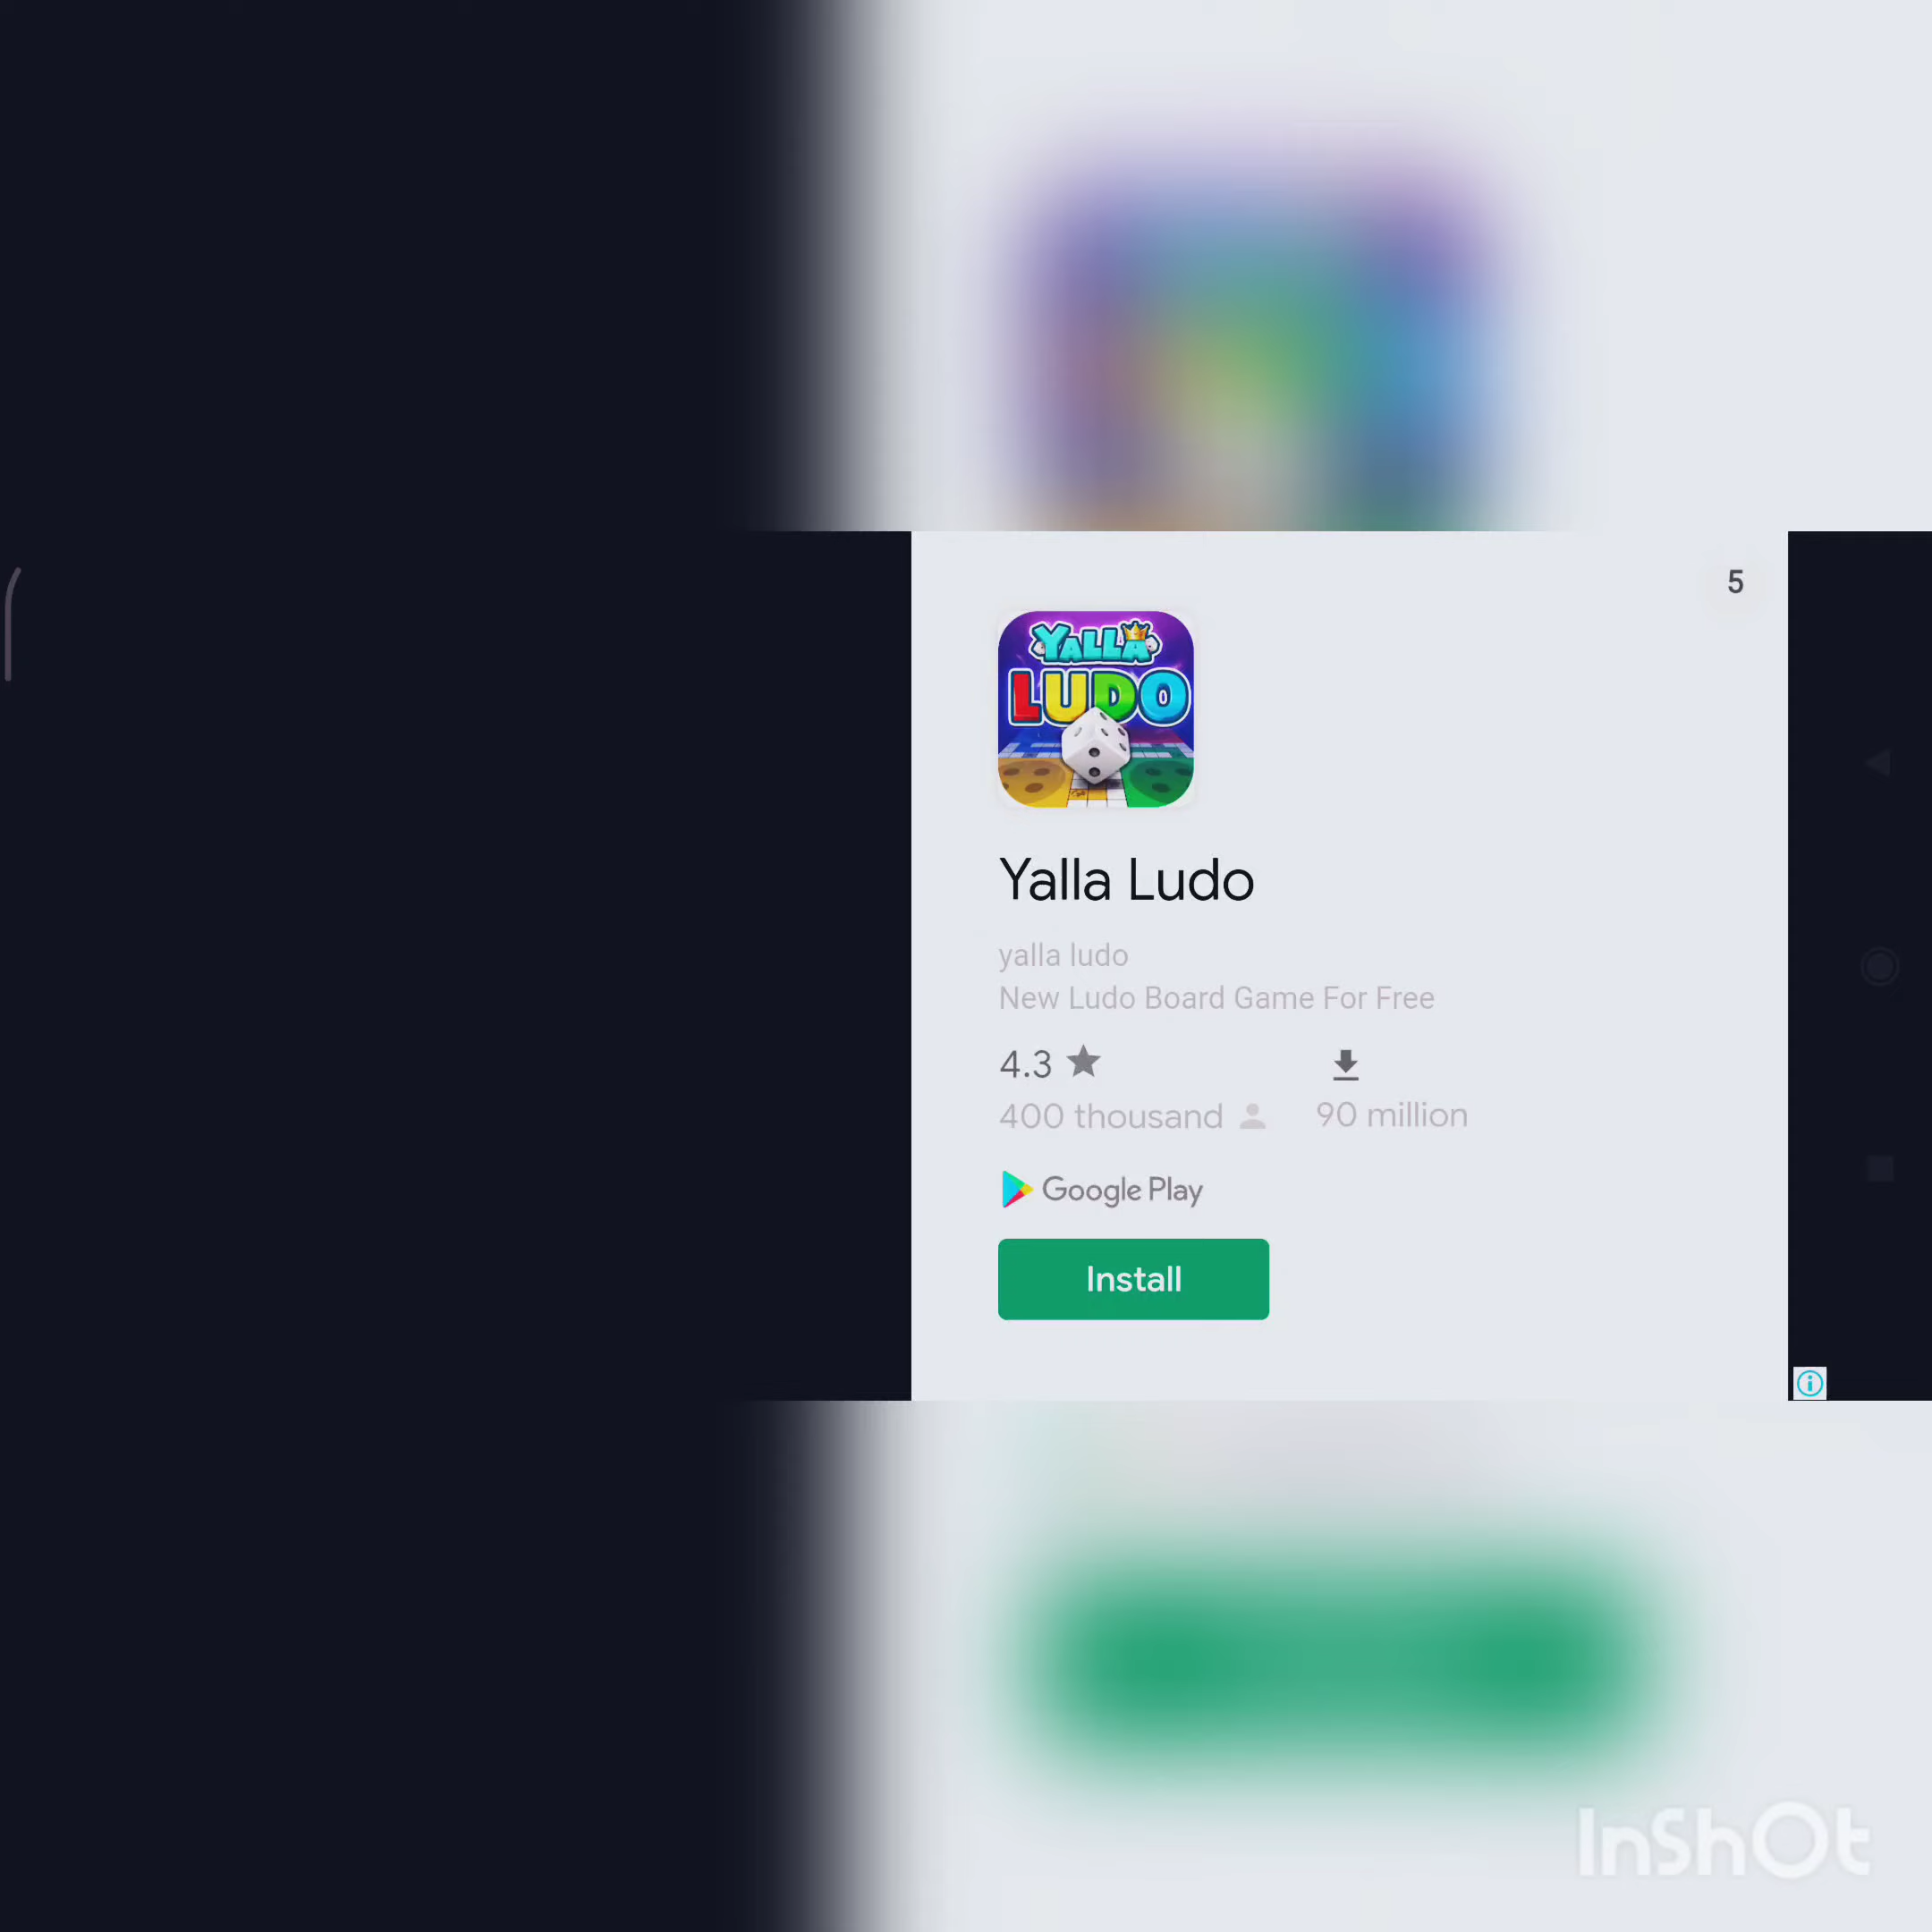 5
YALLA
LUDO
Yalla Ludo
yalla ludo
New Ludo Board Game For Free
4.3
400 thousand
90 million
Google Play
Install
InShOt